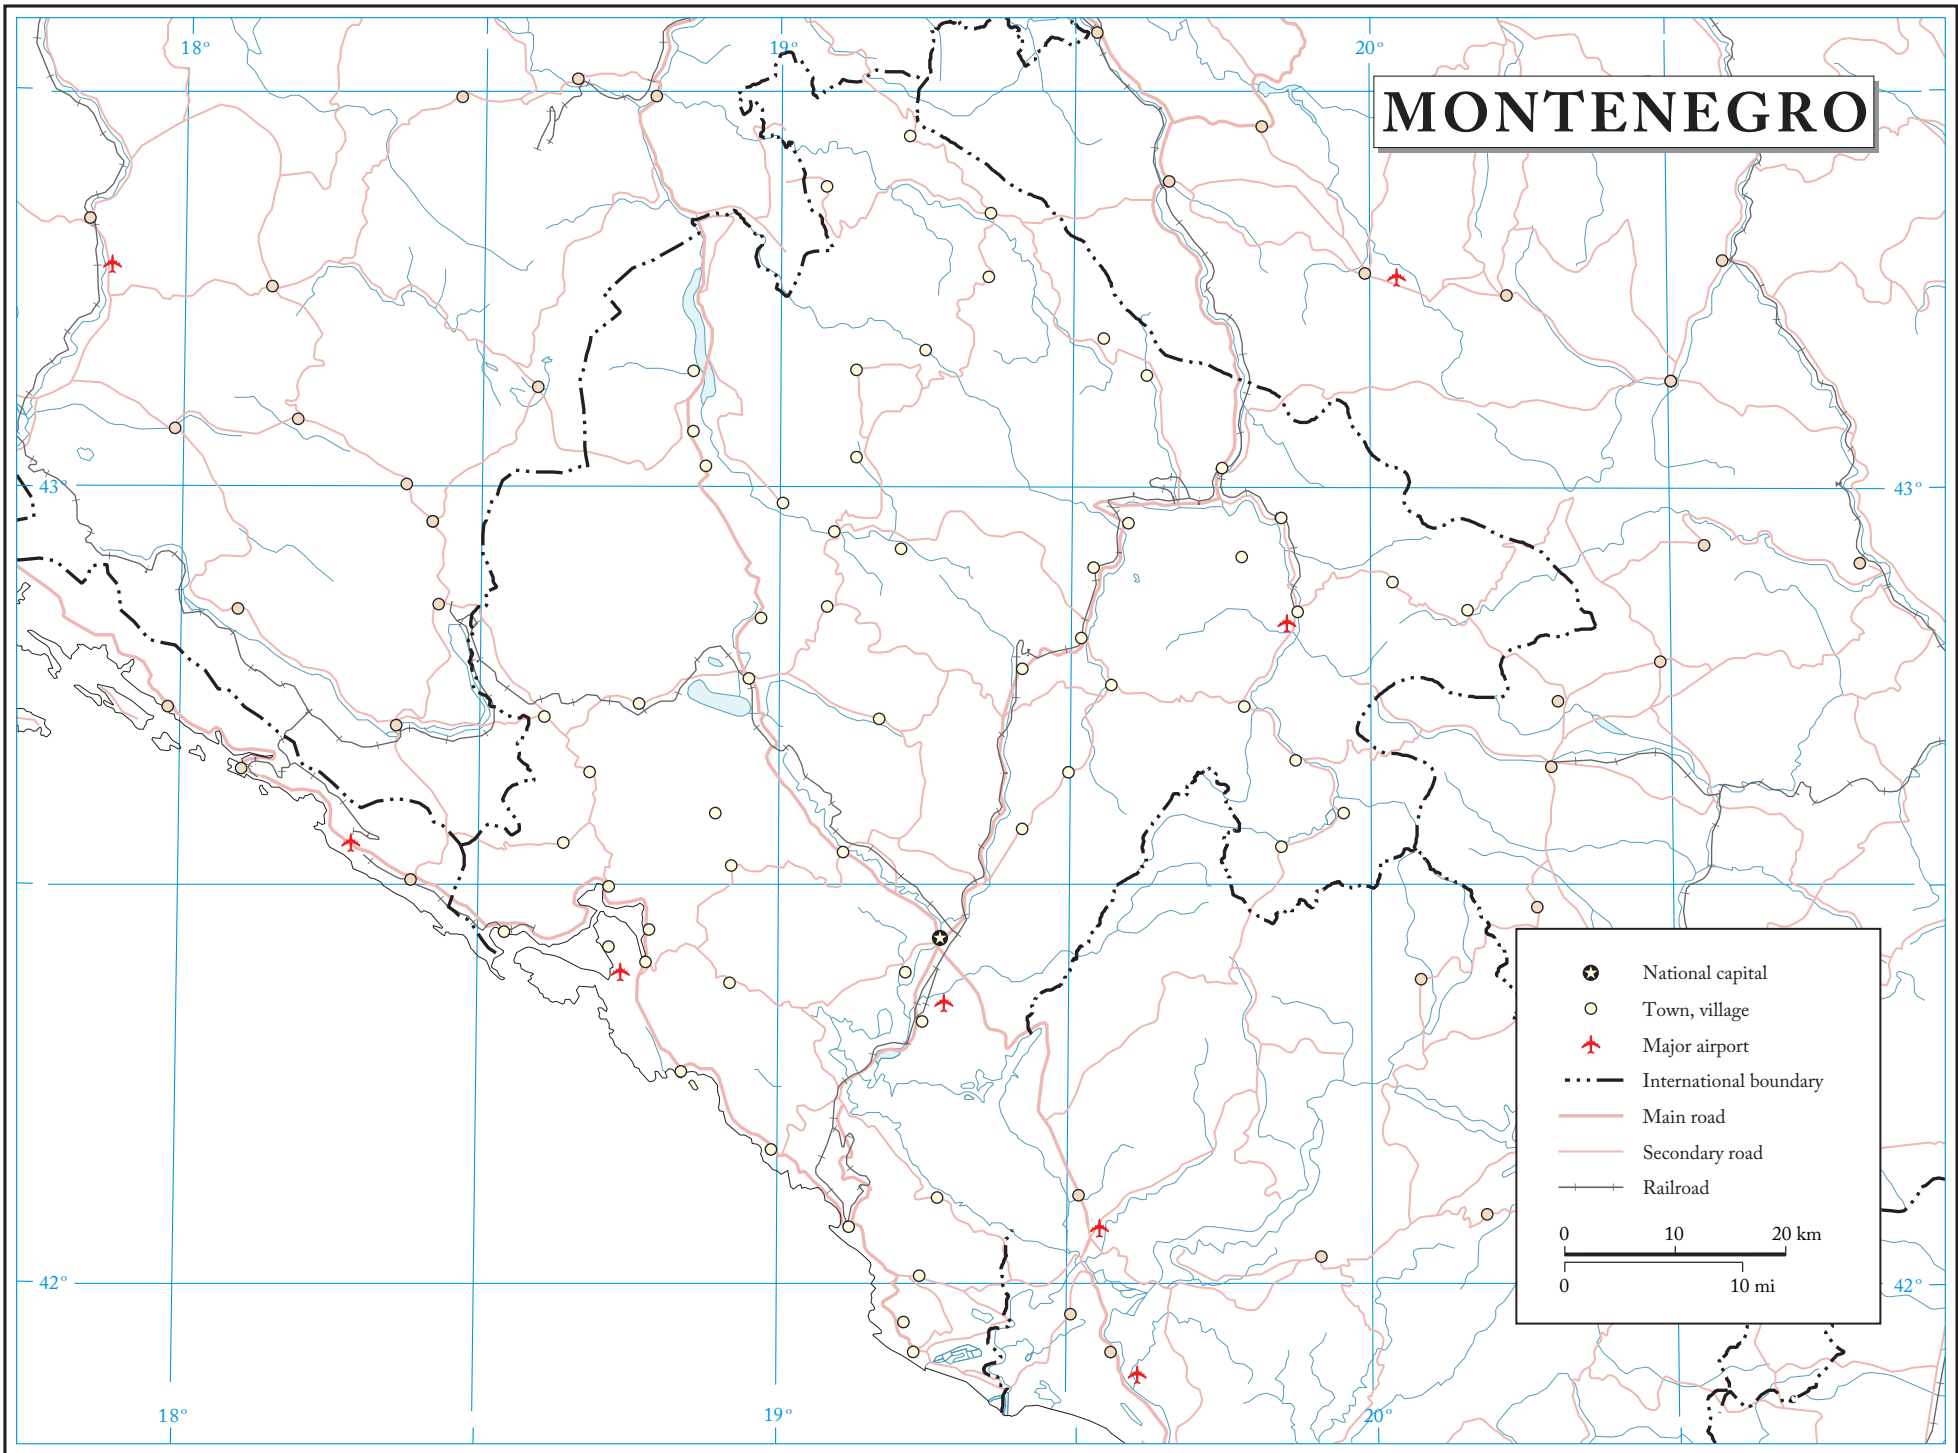 18°
19°
20°
MONTENEGRO
43°
43°
National capital
Town, village
Major airport
International boundary
Main road
Secondary road
Railroad
0 10 20 km
0 10 mi
42°
42°
18°
19°
20°